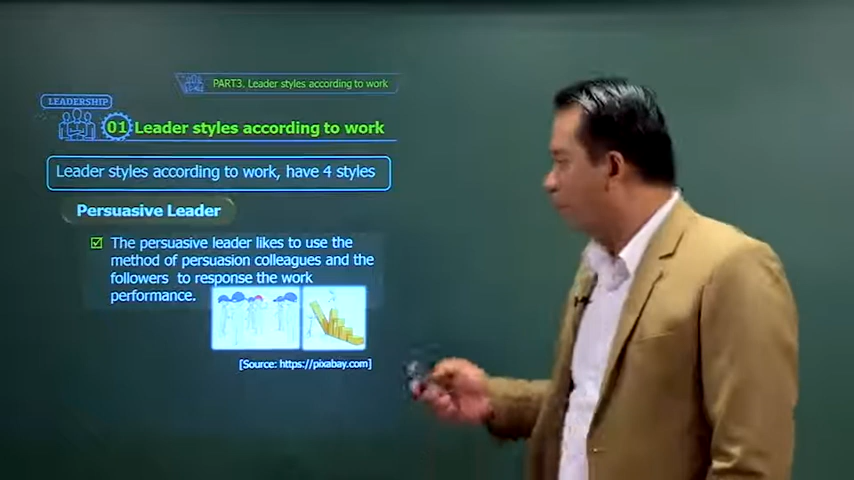 PART3. Leader styles according to work
LEADERSHIP
01 Leader styles according to work
Leader styles according to work, have 4 styles
Persuasive Leader
The persuasive leader likes to use the
method of persuasion colleagues and the
followers to response the work
performance.
[Source: https://pixabay.com]